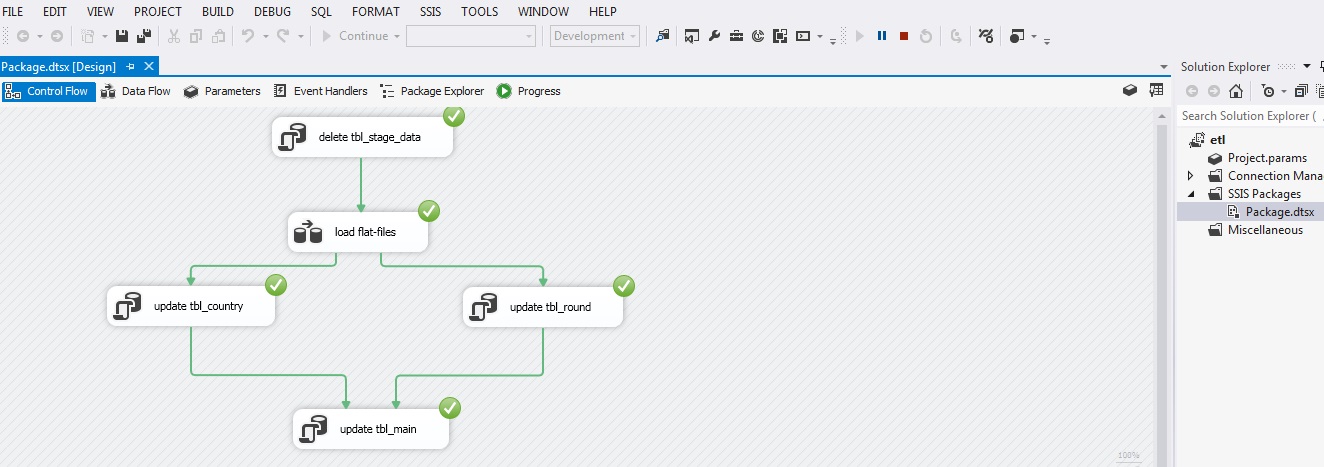 FILE EDIT VIEW PROJECT BUILD DEBUG SQL FORMAT SSIS TOOLS WINDOW HELP
Continue Development
Package.dtsx [Design]
Solution Explorer
Control Flow Data Flow Parameters Event Handlers Package Explorer Progress
Search Solution Explorer (
delete tbl_stage_data
etl
Project.params
Connection Mana
SSIS Packages
Package.dtsx
Miscellaneous
load flat-files
update tbl_country
update tbl_round
update tbl_main
100%